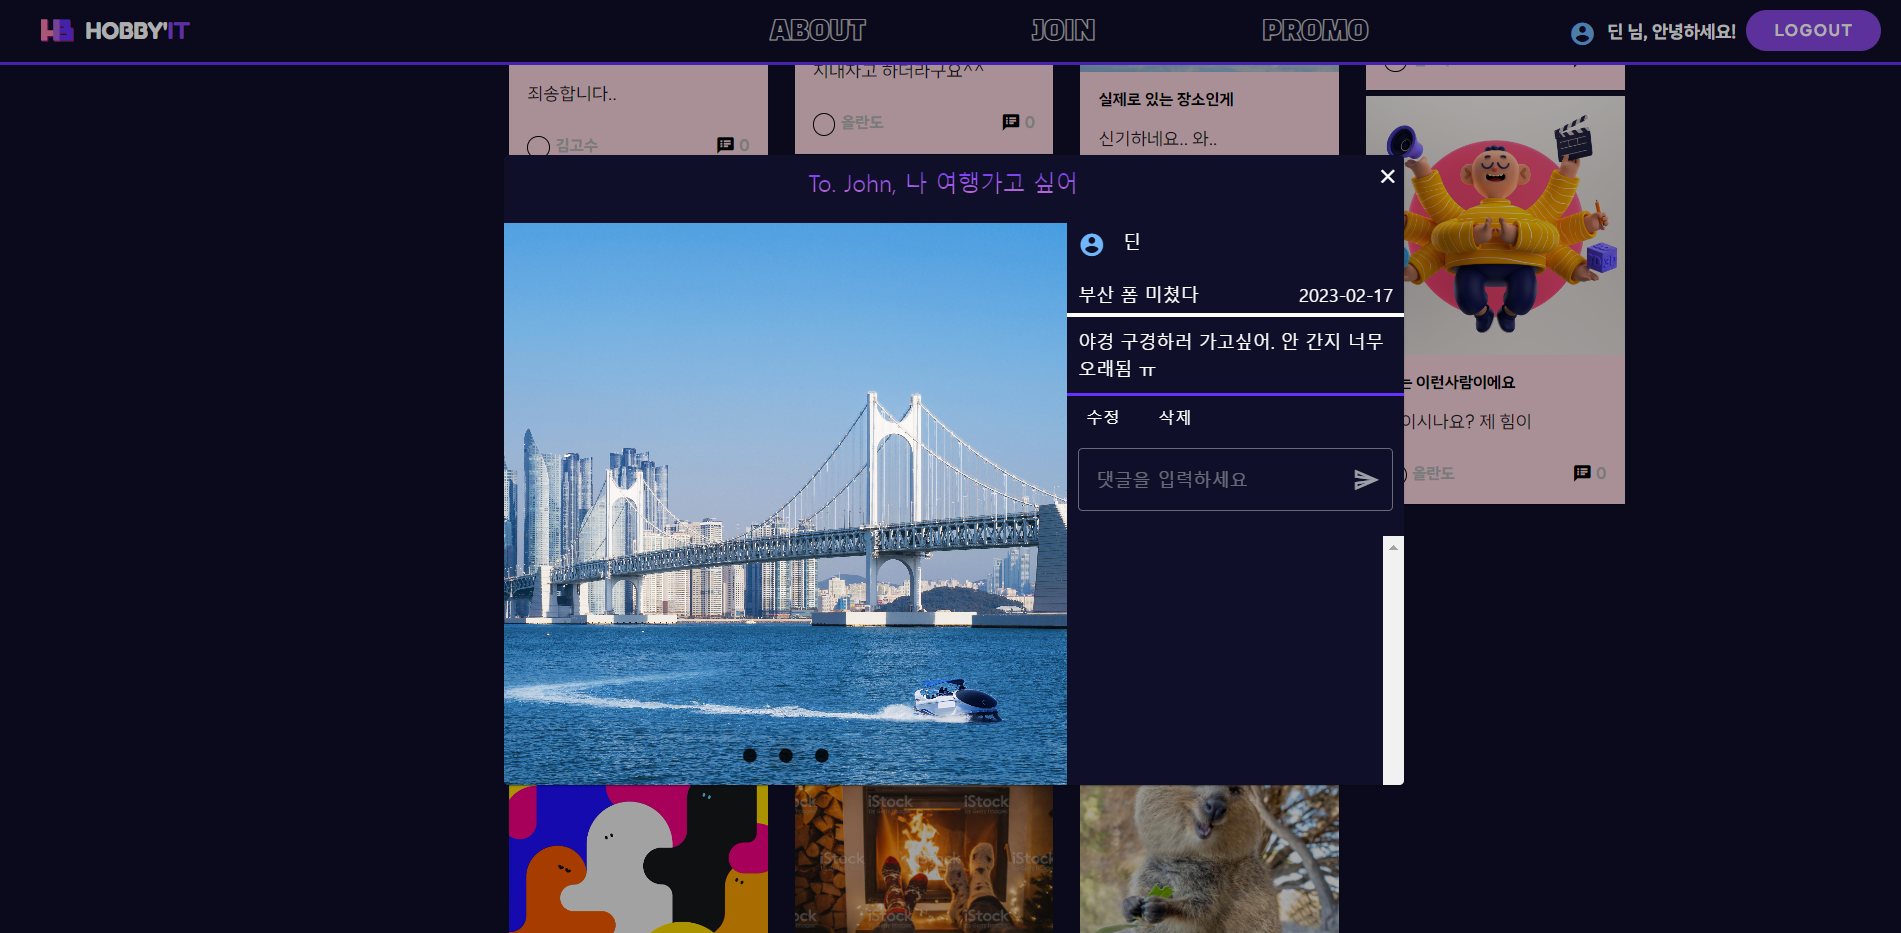 HOBBY'IT
ABOUT
JOIN
PROMO
딘 님, 안녕하세요!
LOGOUT
죄송합니다..
김고수
0
지내자고 하더라구요^^
올란도
0
실제로 있는 장소인게
신기하네요.. 와..
To. John, 나 여행가고 싶어
딘
부산 폼 미쳤다
2023-02-17
야경 구경하러 가고싶어. 안 간지 너무
오래됨 ㅠ
수정
삭제
댓글을 입력하세요
는 이런사람이에요
이시나요? 제 힘이
올란도
0
iStock
iStock
iStock
iStock
ock
iStock
iStock